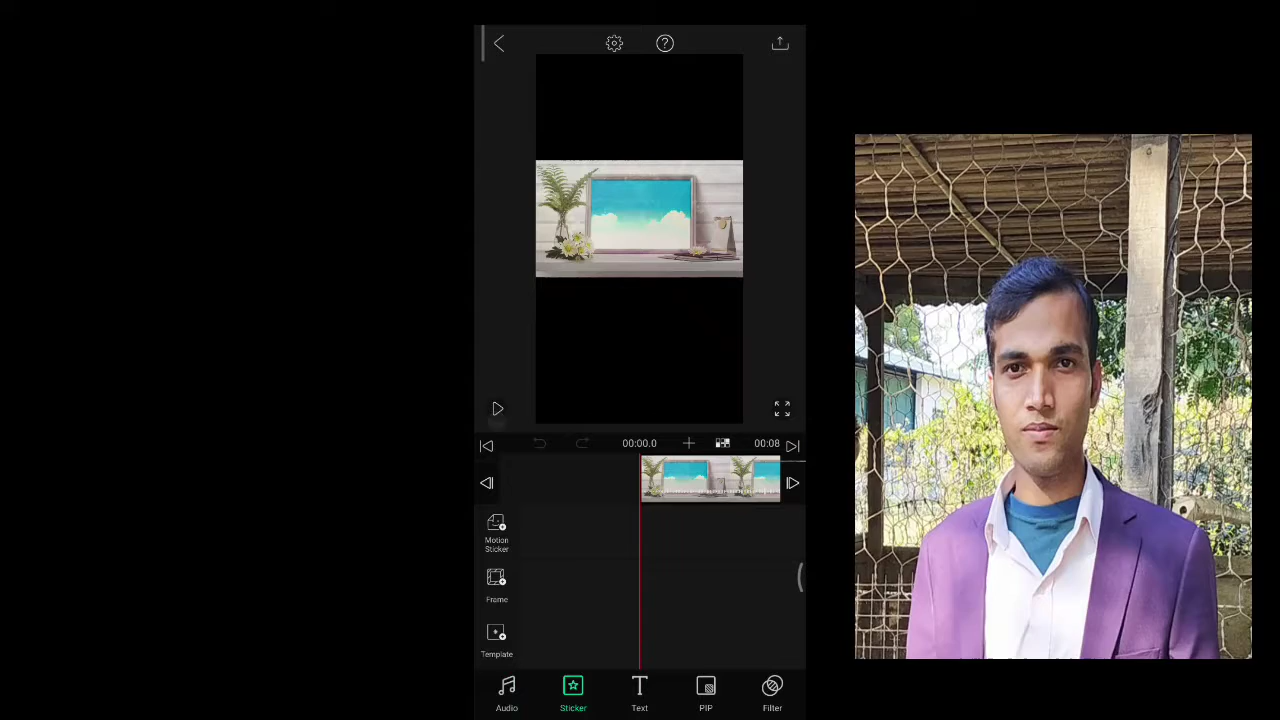 00:00.0
00:08
Motion
Sticker
Frame
Template
Audio
Sticker
Text
PIP
Filter